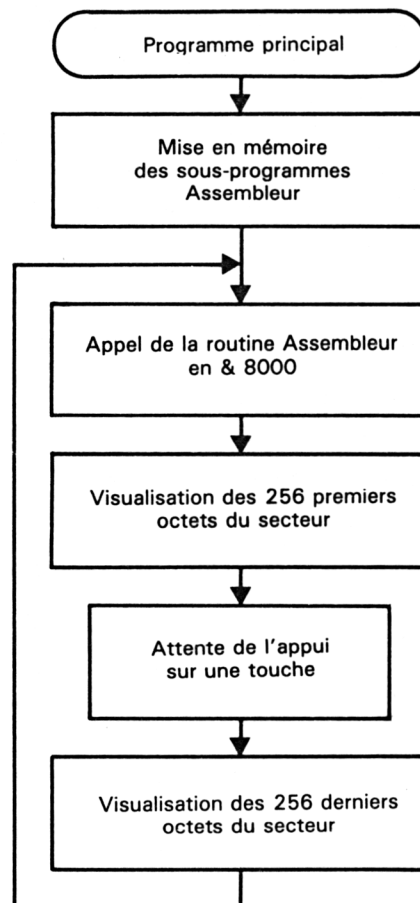 Programme principal
Mise en mémoire
des sous-programmes
Assembleur
Appel de la routine Assembleur
en & 8000
Visualisation des 256 premiers
octets du secteur
Attente de l'appui
sur une touche
Visualisation des 256 derniers
octets du secteur